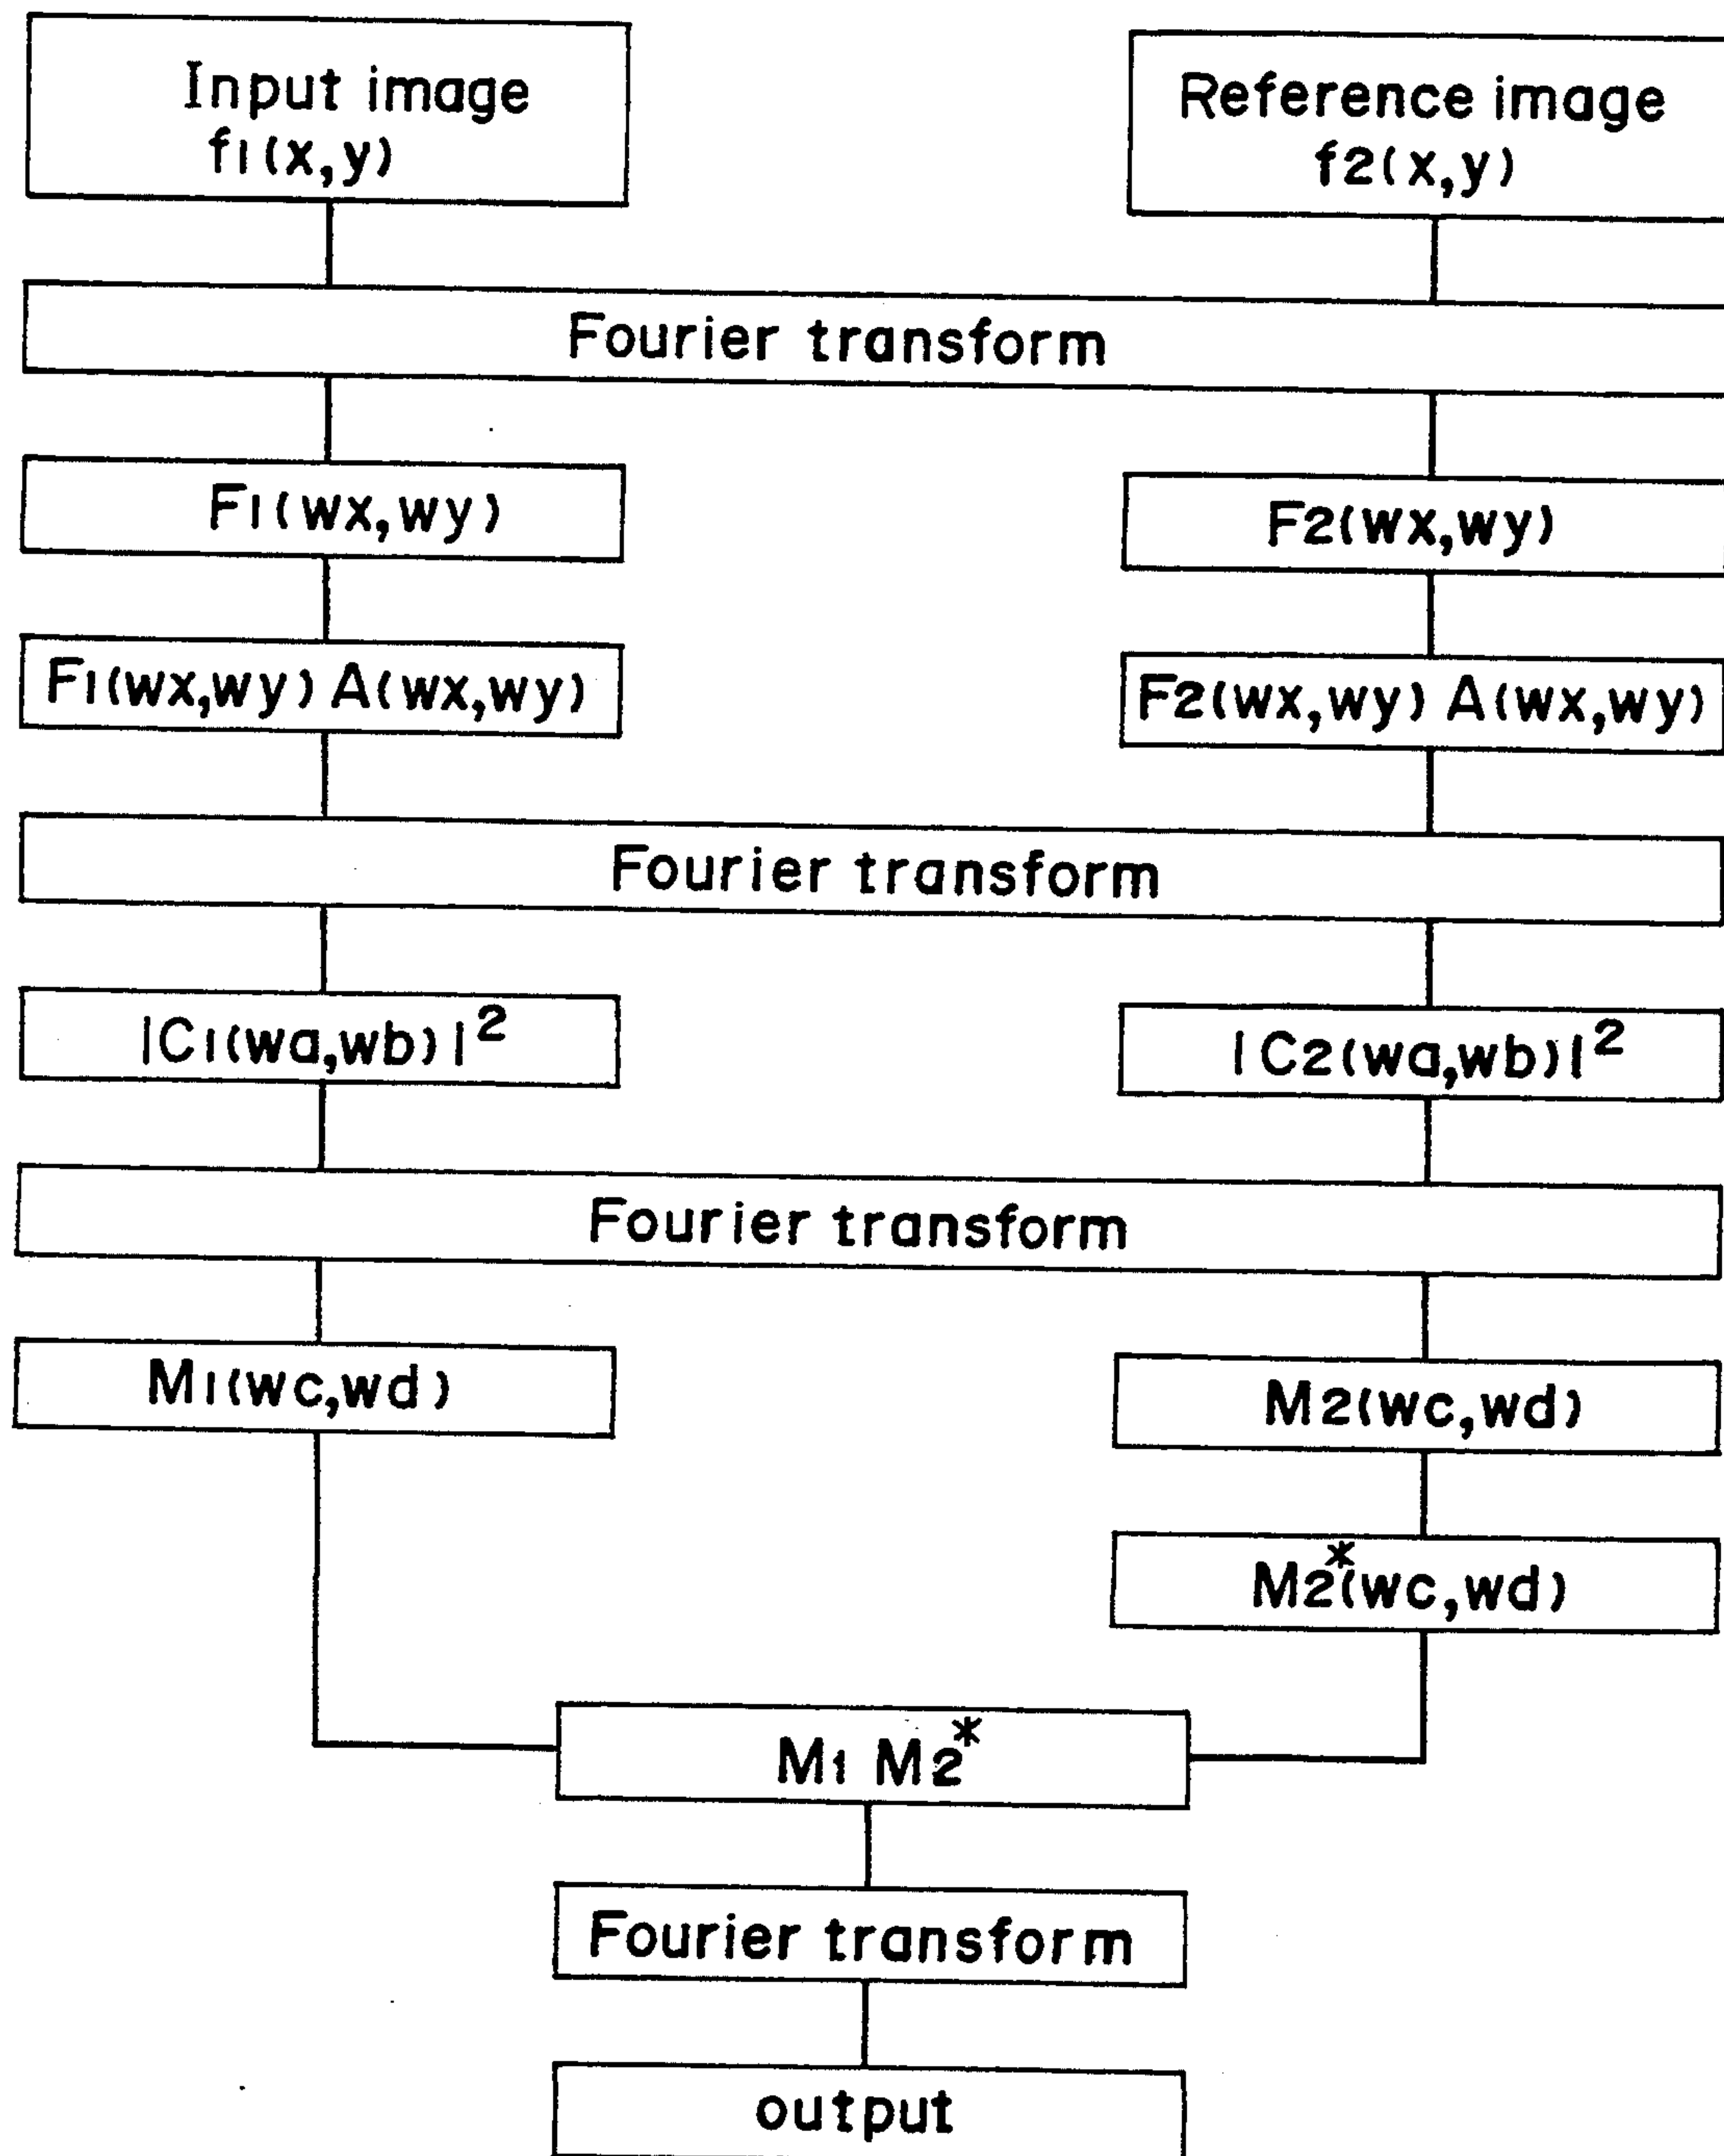 Input image
f1(x,y)
Reference image
f2(x,y)
Fourier transform
F1(wx,wy)
F2(wx,wy)
F1(wx,wy) A(wx,wy)
F2(wx,wy) A(wx,wy)
Fourier transform
|C1(wa,wb)|²
|C2(wa,wb)|²
Fourier transform
M1(wc,wd)
M2(wc,wd)
M2*(wc,wd)
M1 M2*
Fourier transform
output